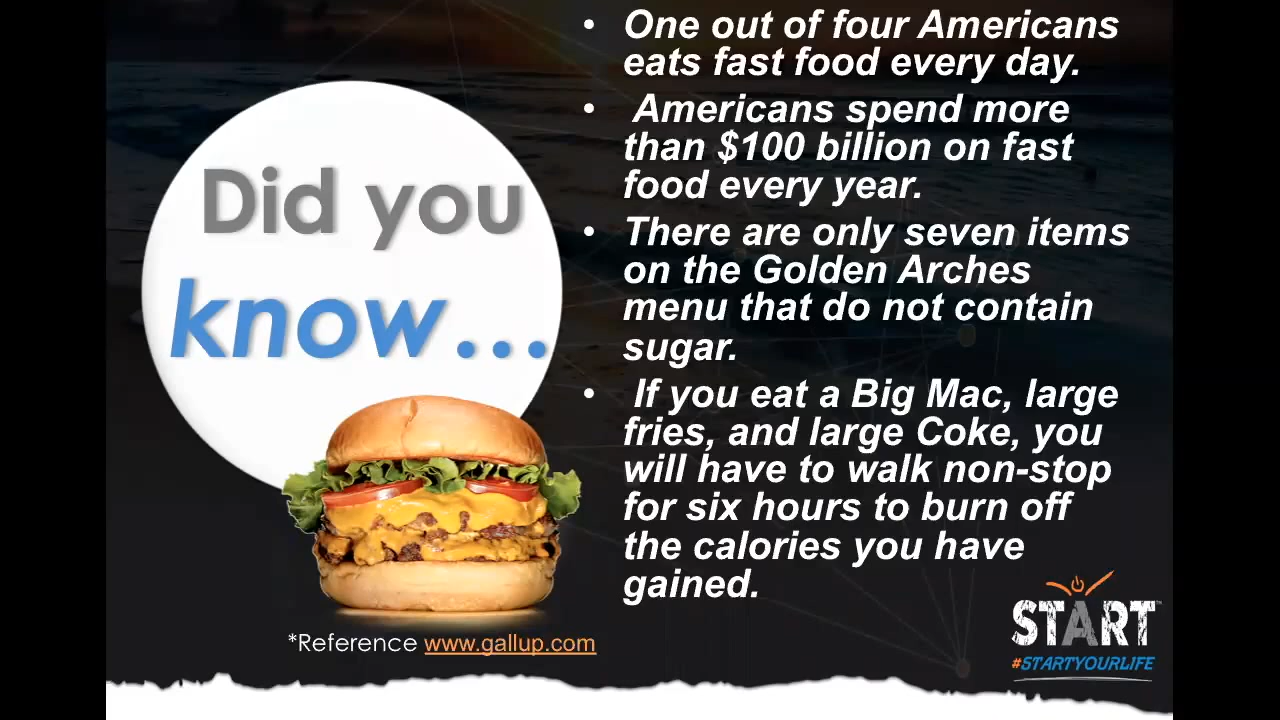 Did you
know…
• One out of four Americans
eats fast food every day.
• Americans spend more
than $100 billion on fast
food every year.
• There are only seven items
on the Golden Arches
menu that do not contain
sugar.
• If you eat a Big Mac, large
fries, and large Coke, you
will have to walk non-stop
for six hours to burn off
the calories you have
gained.
*Reference www.gallup.com
START™
#STARTYOURLIFE